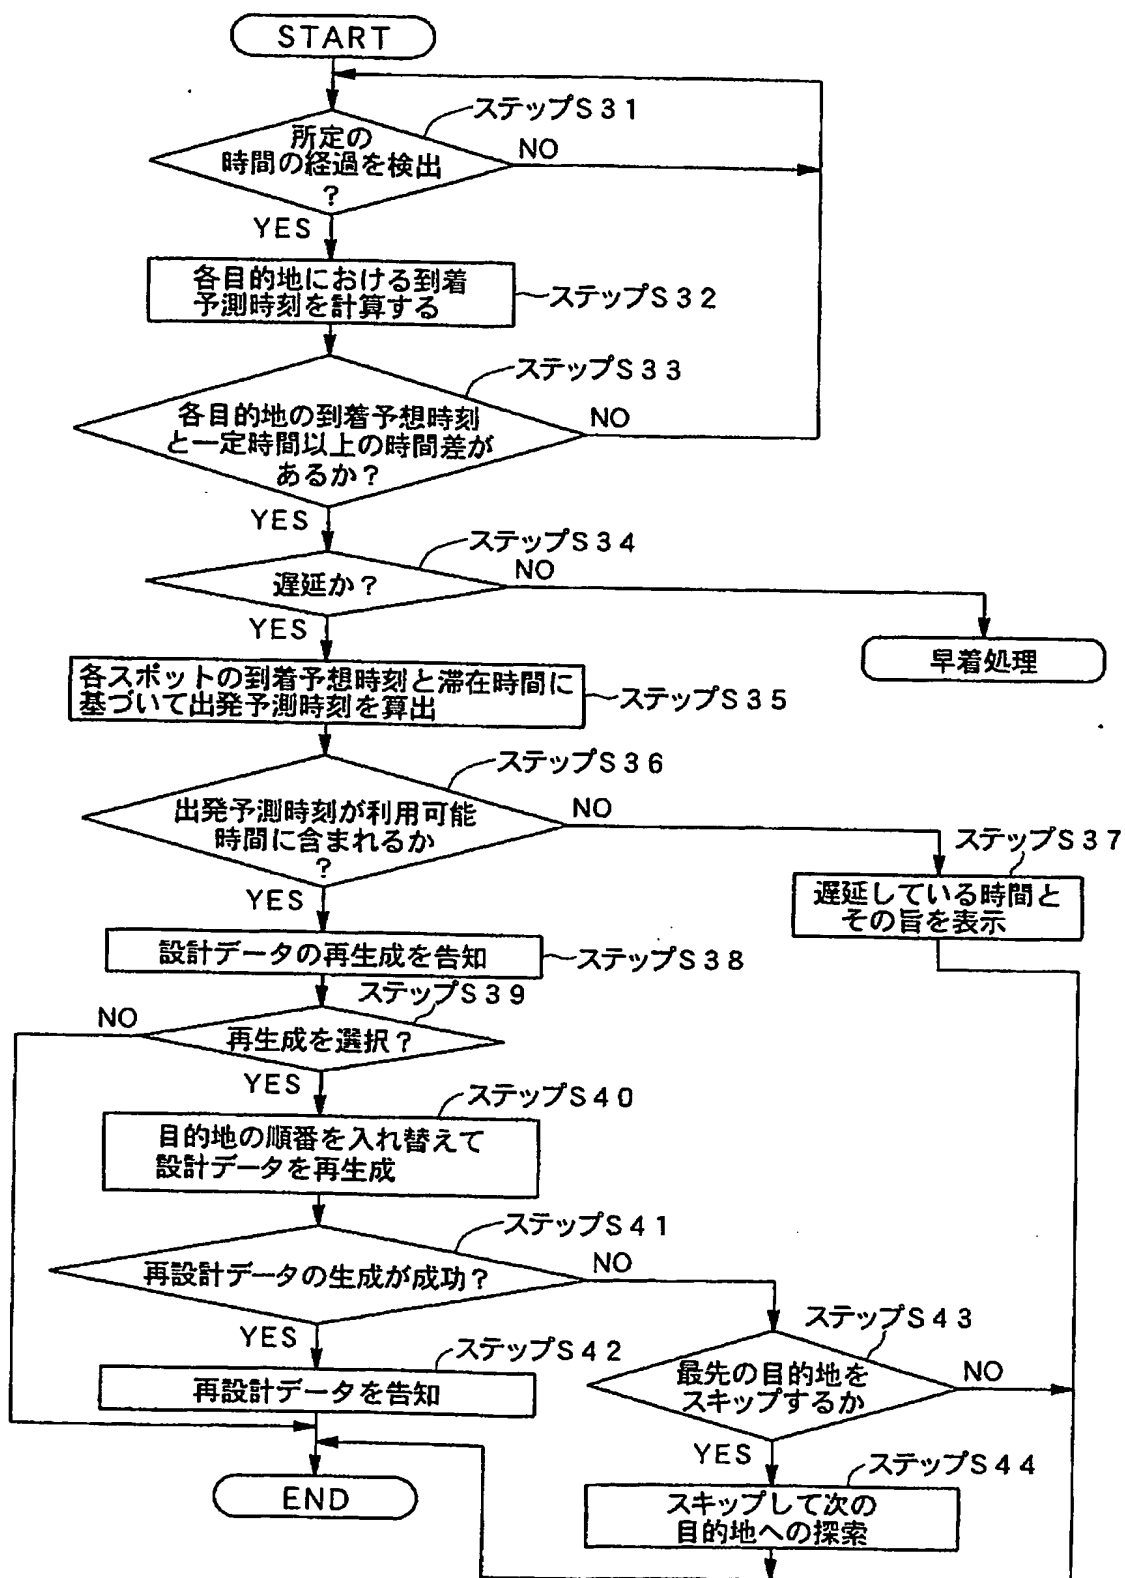 START
ステップS31
所定の
時間の経過を検出
?
NO
YES
各目的地における到着
予測時刻を計算する
ステップS32
ステップS33
各目的地の到着予想時刻
と一定時間以上の時間差が
あるか?
NO
YES
ステップS34
遅延か?
NO
YES
早着処理
各スポットの到着予想時刻と滞在時間に
基づいて出発予測時刻を算出
ステップS35
ステップS36
出発予測時刻が利用可能
時間に含まれるか
?
NO
YES
ステップS37
遅延している時間と
その旨を表示
設計データの再生成を告知
ステップS38
ステップS39
再生成を選択?
NO
YES
ステップS40
目的地の順番を入れ替えて
設計データを再生成
ステップS41
再設計データの生成が成功?
NO
YES
ステップS42
再設計データを告知
ステップS43
最先の目的地を
スキップするか
NO
YES
ステップS44
スキップして次の
目的地への探索
END